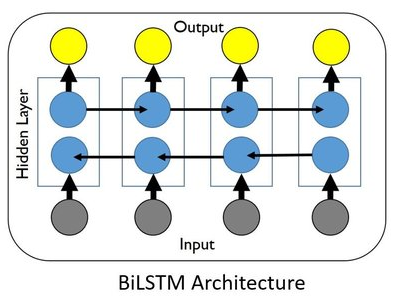 Output
Hidden Layer
Input
BiLSTM Architecture